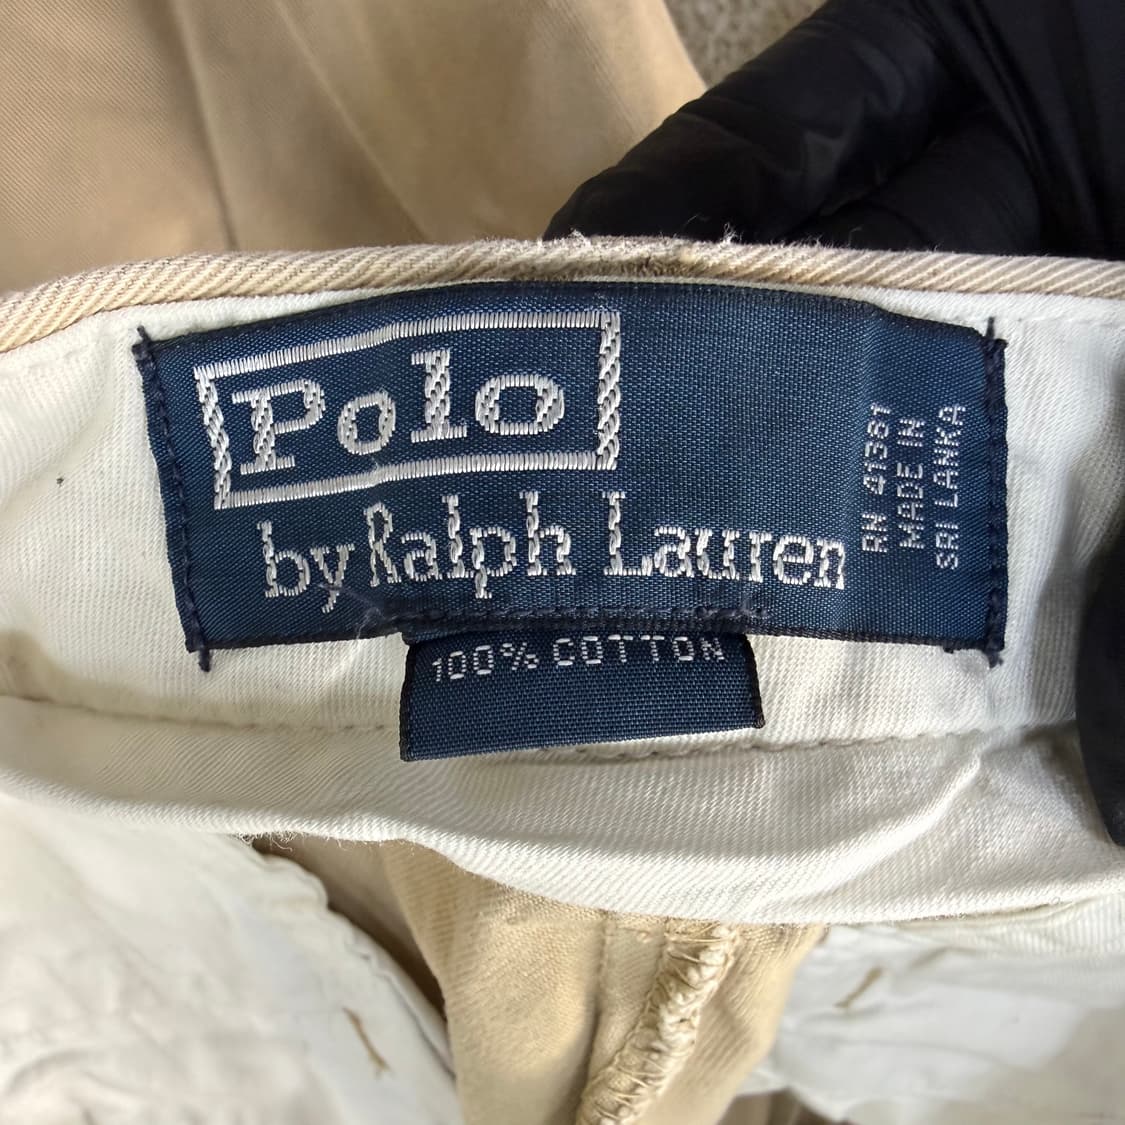 Polo
by Ralph Lauren
RN 41381
MADE IN
SRI LANKA
100% COTTON